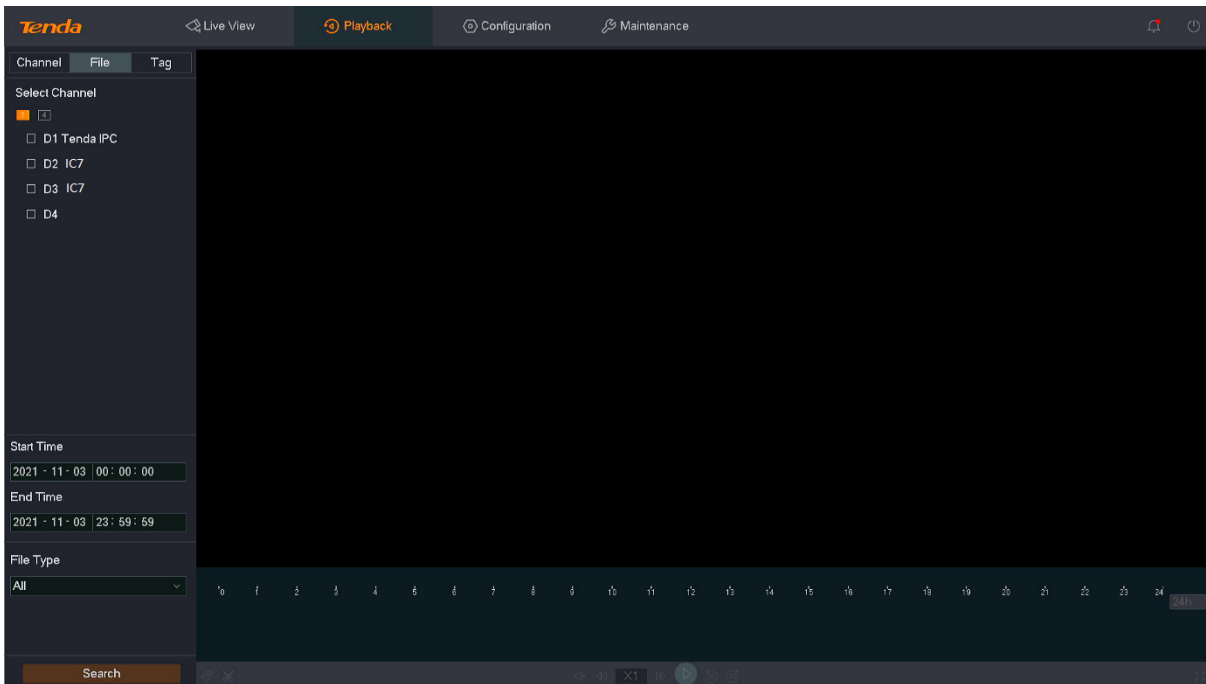 Tenda Live View Playback Configuration Maintenance
Channel File Tag
Select Channel
1 4
D1 Tenda IPC
D2 IC7
D3 IC7
D4
Start Time
2021 - 11 - 03 00 : 00 : 00
End Time
2021 - 11 - 03 23 : 59 : 59
File Type
All
0 1 2 3 4 5 6 7 8 9 10 11 12 13 14 15 16 17 18 19 20 21 22 23 24
24h
Search
X1